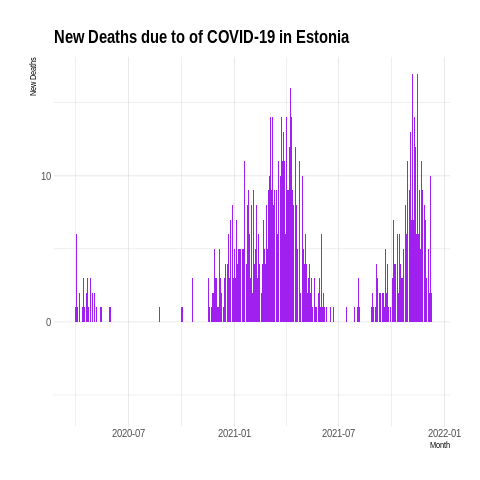 New Deaths due to of COVID-19 in Estonia
New Deaths
10
0
2020-07
2021-01
2021-07
2022-01
Month